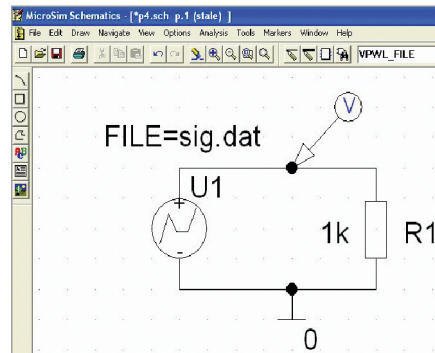 MicroSim Schematics - [*p4.sch p.1 (stale) ]
File Edit Draw Navigate View Options Analysis Tools Markers Window Help
VPWL_FILE
V
FILE=sig.dat
U1
+
-
1k R1
0